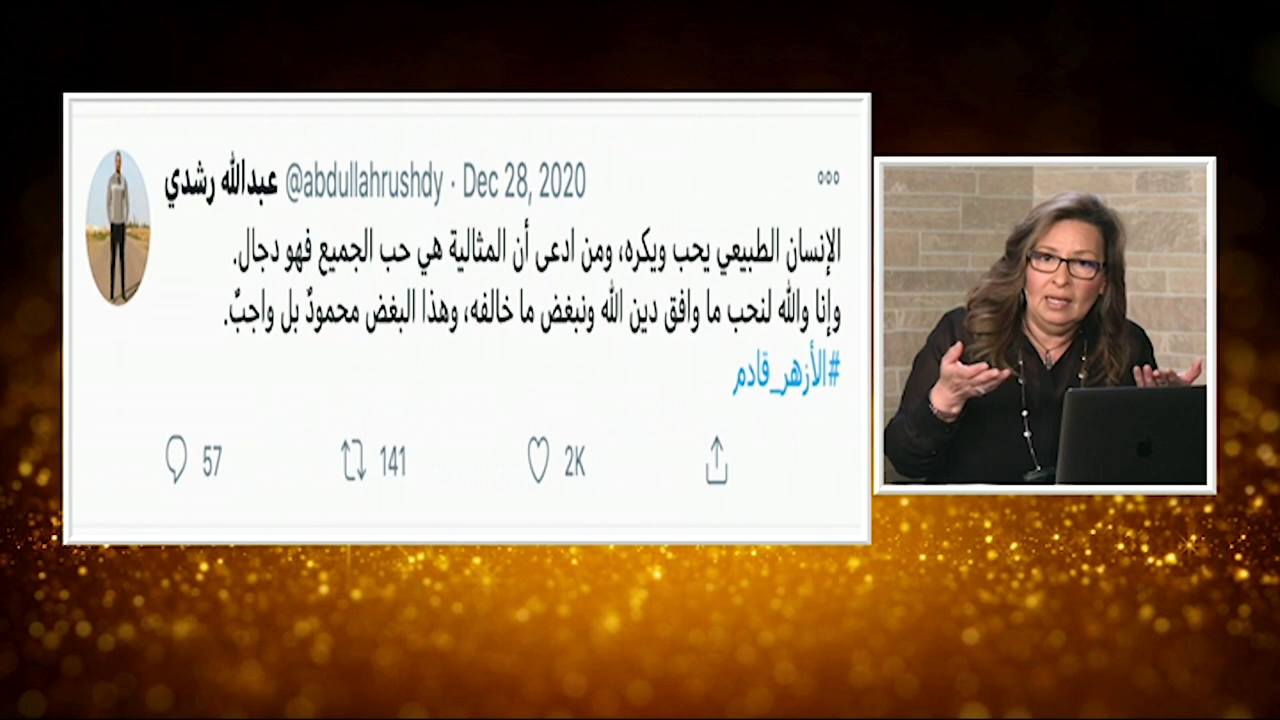 عبدالله رشدي @abdullahrushdy · Dec 28, 2020
الإنسان الطبيعي يحب ويكره، ومن ادعى أن المثالية هي حب الجميع فهو دجال.
وإنا والله لنحب ما وافق دين الله ونبغض ما خالفه، وهذا البغض محمودٌ بل واجبٌ.
#الأزهر_قادم
57 141 2K